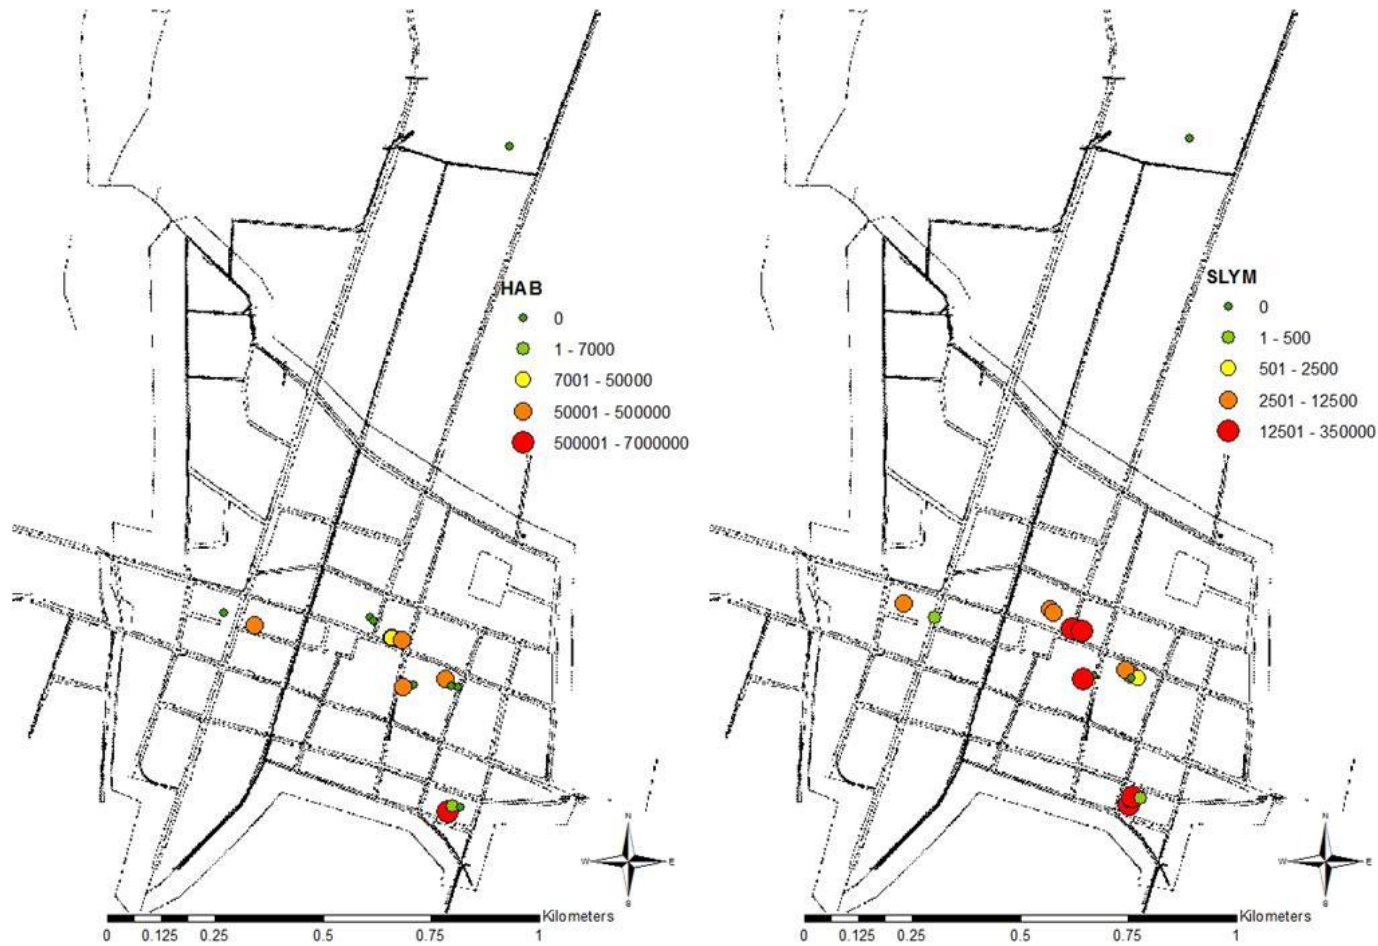 HAB
0
1 - 7000
7001 - 50000
50001 - 500000
500001 - 7000000
N
W E
S
Kilometers
0 0.125 0.25 0.5 0.75 1
SLYM
0
1 - 500
501 - 2500
2501 - 12500
12501 - 350000
N
W E
S
Kilometers
0 0.125 0.25 0.5 0.75 1